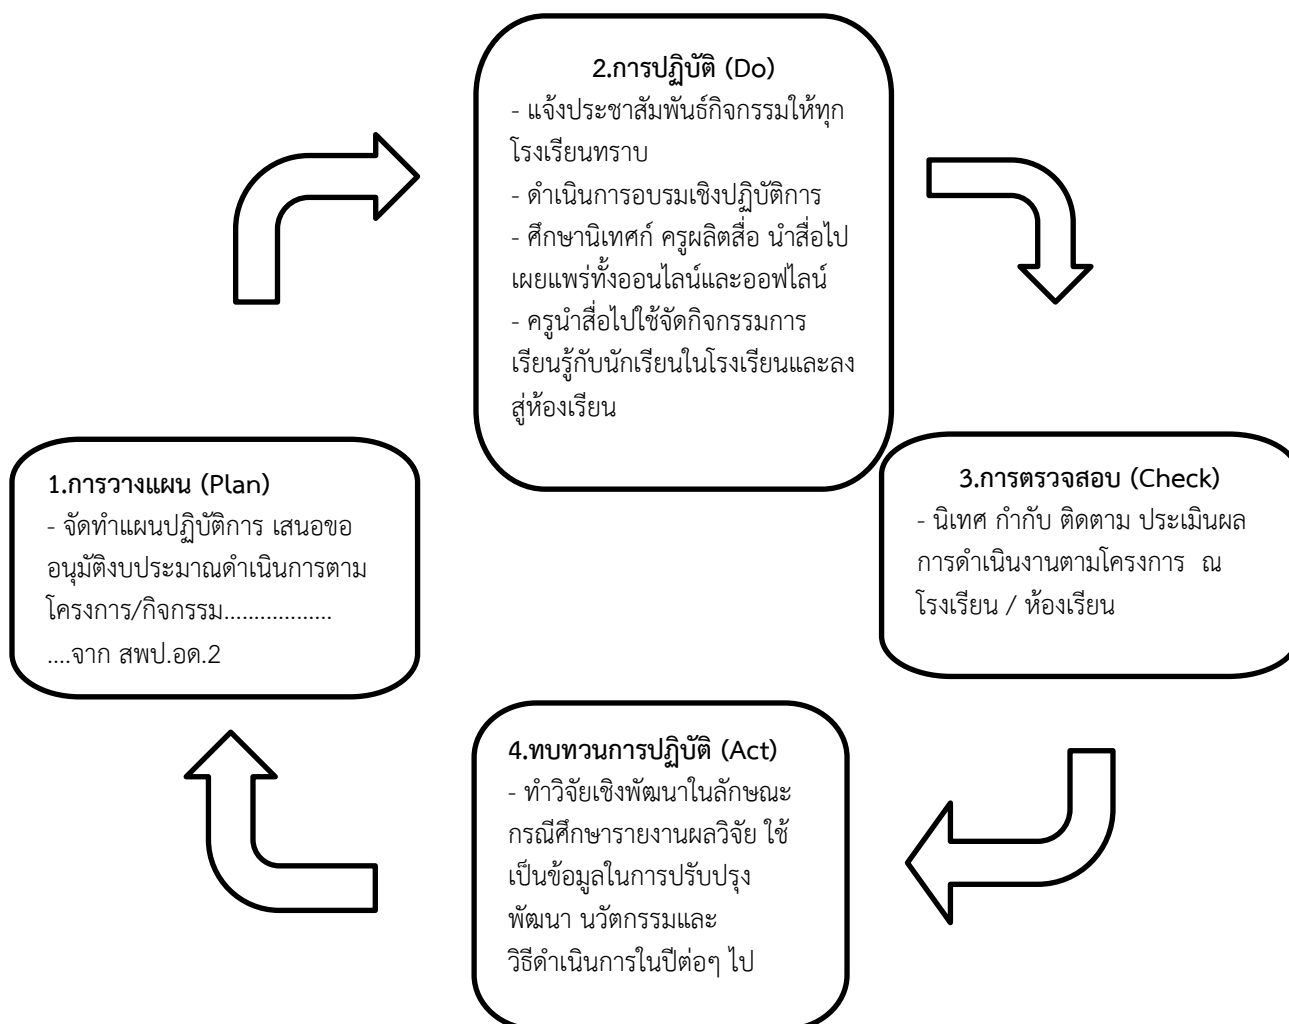 2.การปฏิบัติ (Do)
- แจ้งประชาสัมพันธ์กิจกรรมให้ทุก
โรงเรียนทราบ
- ดำเนินการอบรมเชิงปฏิบัติการ
- ศึกษานิเทศก์ ครูผลิตสื่อ นำสื่อไป
เผยแพร่ทั้งออนไลน์และออฟไลน์
- ครูนำสื่อไปใช้จัดกิจกรรมการ
เรียนรู้กับนักเรียนในโรงเรียนและลง
สู่ห้องเรียน
1.การวางแผน (Plan)
- จัดทำแผนปฏิบัติการ เสนอขอ
อนุมัติงบประมาณดำเนินการตาม
โครงการ/กิจกรรม..................
....จาก สพป.อด.2
3.การตรวจสอบ (Check)
- นิเทศ กำกับ ติดตาม ประเมินผล
การดำเนินงานตามโครงการ ณ
โรงเรียน / ห้องเรียน
4.ทบทวนการปฏิบัติ (Act)
- ทำวิจัยเชิงพัฒนาในลักษณะ
กรณีศึกษารายงานผลวิจัย ใช้
เป็นข้อมูลในการปรับปรุง
พัฒนา นวัตกรรมและ
วิธีดำเนินการในปีต่อๆ ไป